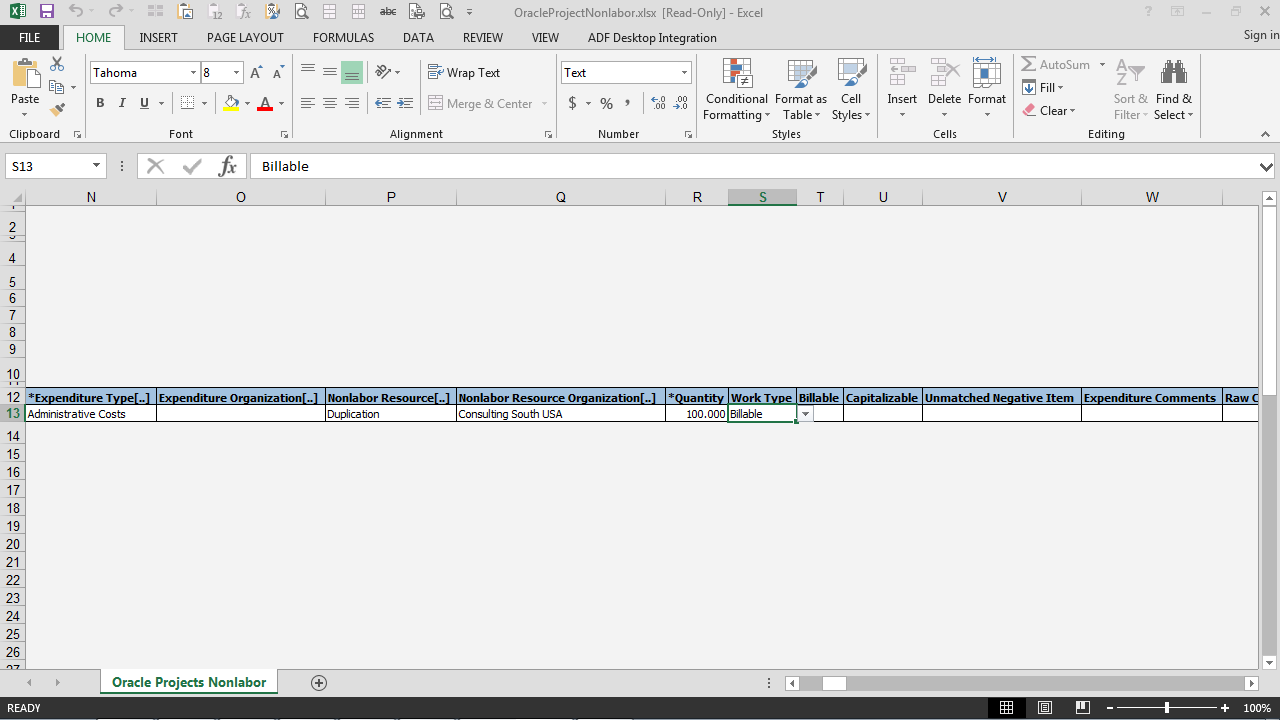 OracleProjectNonlabor.xlsx [Read-Only] - Excel
FILE HOME INSERT PAGE LAYOUT FORMULAS DATA REVIEW VIEW ADF Desktop Integration Sign in
Tahoma 8 Wrap Text Text AutoSum
Paste Conditional Format as Cell Insert Delete Format Fill Sort & Find &
B I U Merge & Center $ % , Formatting Table Styles Clear Filter Select
Clipboard Font Alignment Number Styles Cells Editing
S13 fx Billable
N O P Q R S T U V W
1
2
3
4
5
6
7
8
9
10
11
12 *Expenditure Type[..] Expenditure Organization[..] Nonlabor Resource[..] Nonlabor Resource Organization[..] *Quantity Work Type Billable Capitalizable Unmatched Negative Item Expenditure Comments Raw C
13 Administrative Costs Duplication Consulting South USA 100.000 Billable
14
15
16
17
18
19
20
21
22
23
24
25
26
27
Oracle Projects Nonlabor
READY 100%